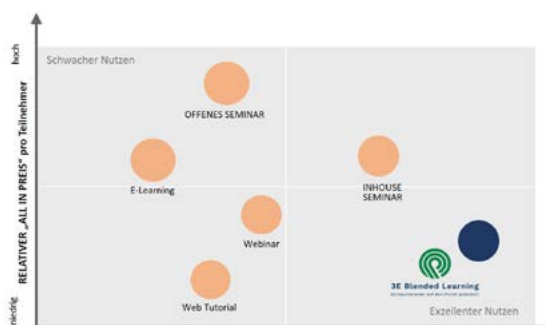 hoch
Schwacher Nutzen
OFFENES SEMINAR
RELATIVER „ALL IN PREIS“ pro Teilnehmer
E-Learning
INHOUSE
SEMINAR
Webinar
Web Tutorial
3E Blended Learning
niedrig
Exzellenter Nutzen